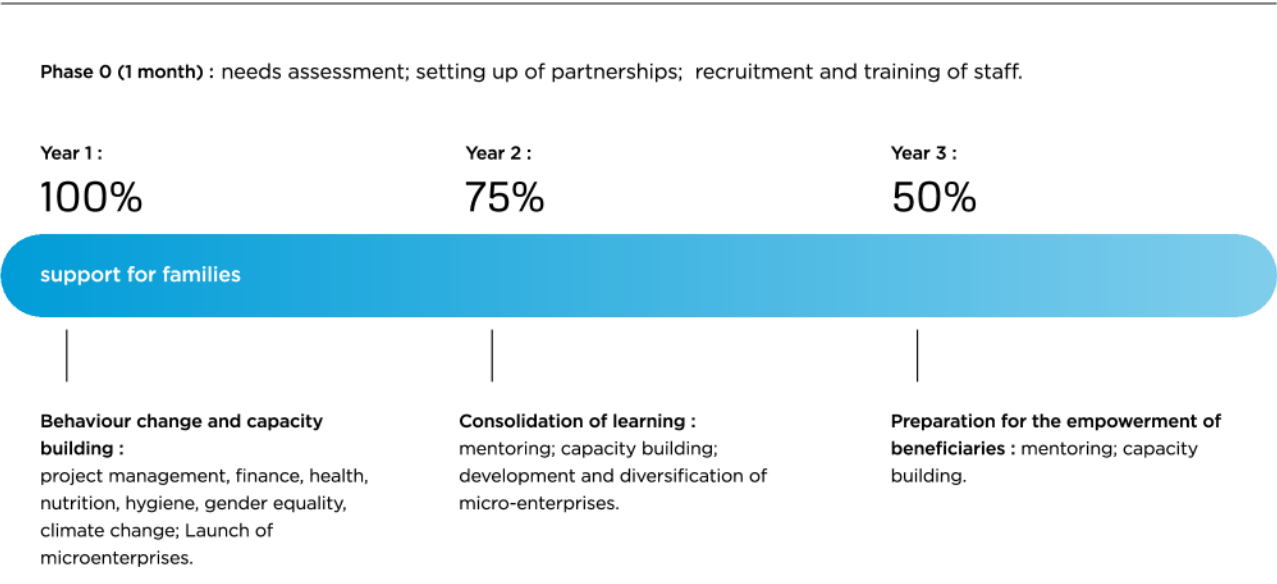 Phase 0 (1 month) : needs assessment; setting up of partnerships; recruitment and training of staff.
Year 1 :
100%
Year 2 :
75%
Year 3 :
50%
support for families
Behaviour change and capacity
building :
project management, finance, health,
nutrition, hygiene, gender equality,
climate change; Launch of
microenterprises.
Consolidation of learning :
mentoring; capacity building;
development and diversification of
micro-enterprises.
Preparation for the empowerment of
beneficiaries : mentoring; capacity
building.